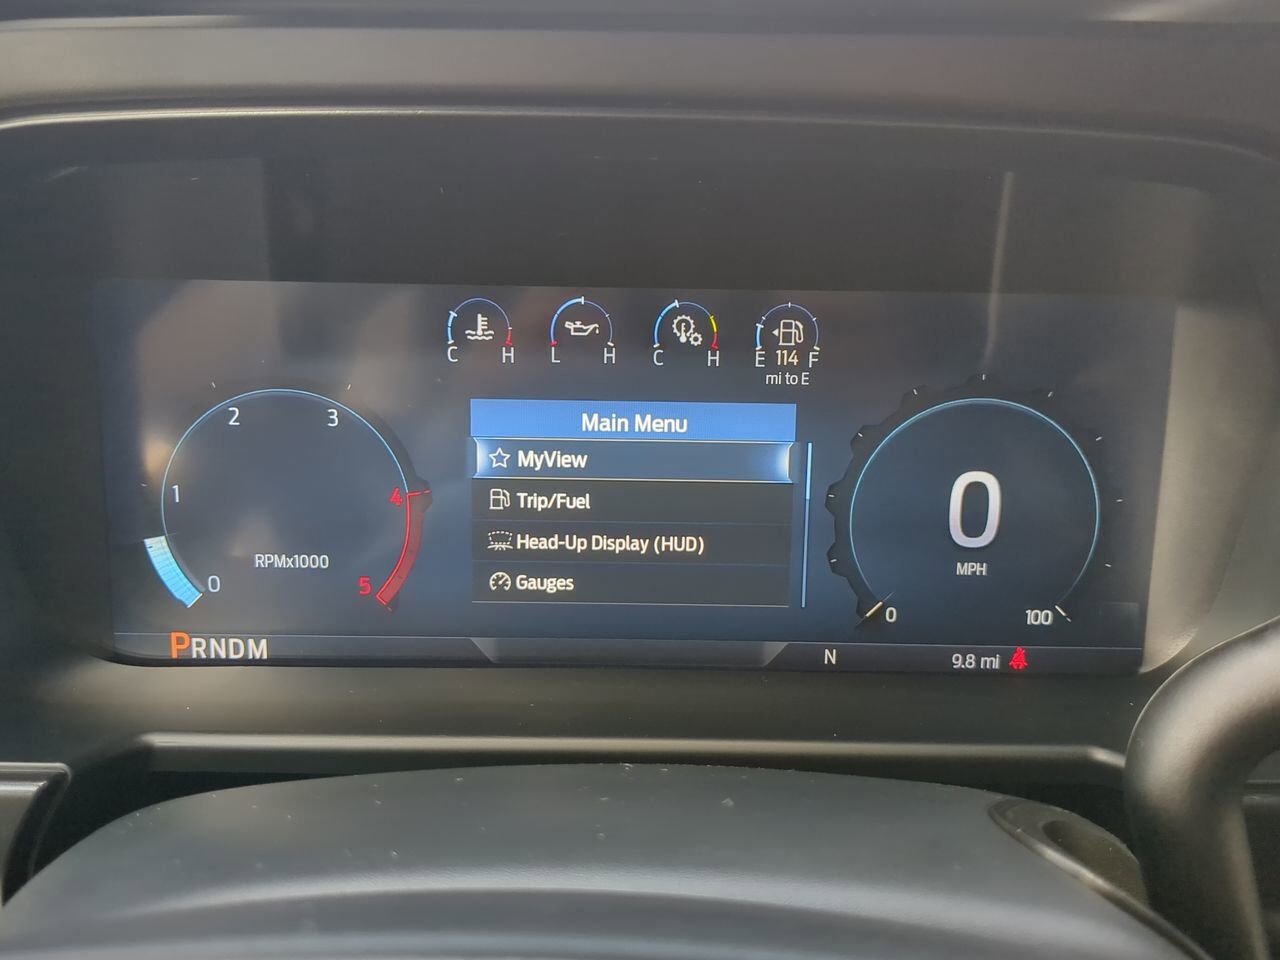 C H
L H
C H
E 114 F
mi to E
Main Menu
MyView
Trip/Fuel
Head-Up Display (HUD)
Gauges
0
1
2
3
4
5
RPMx1000
0
MPH
0
100
PRNDM
N
9.8 mi